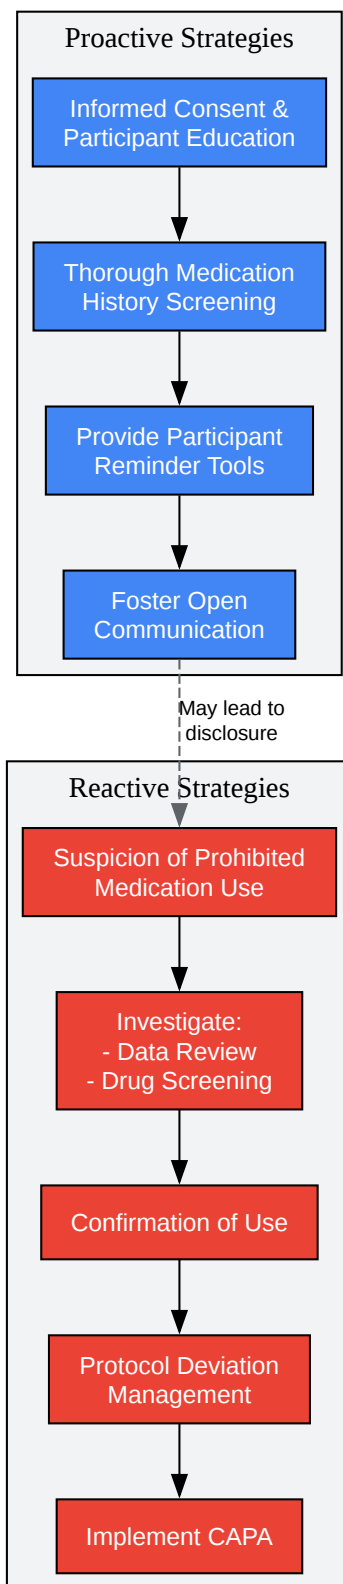 Proactive Strategies
Informed Consent &
Participant Education
Thorough Medication
History Screening
Provide Participant
Reminder Tools
Foster Open
Communication
May lead to
disclosure
Reactive Strategies
Suspicion of Prohibited
Medication Use
Investigate:
- Data Review
- Drug Screening
Confirmation of Use
Protocol Deviation
Management
Implement CAPA